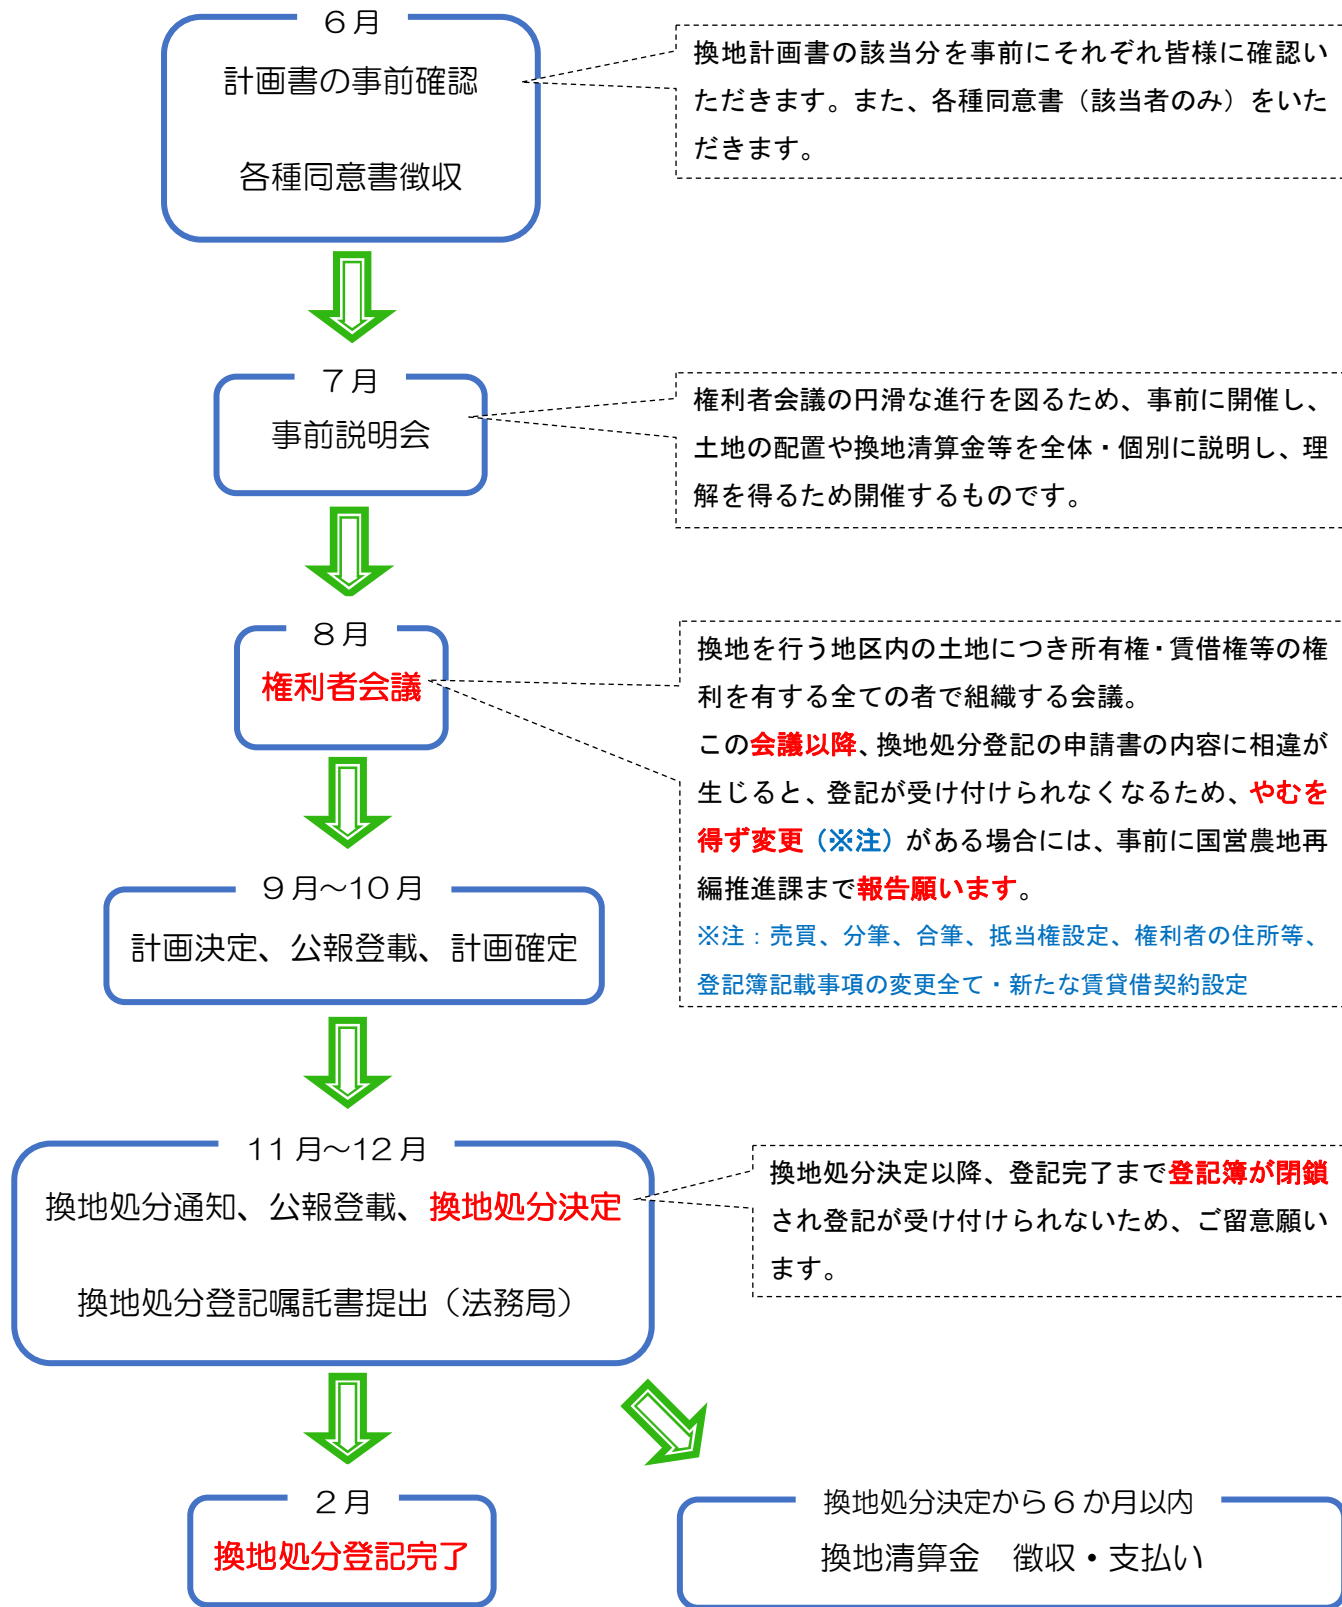 6月
計画書の事前確認
各種同意書徴収
換地計画書の該当分を事前にそれぞれ皆様に確認い
ただきます。また、各種同意書（該当者のみ）をいた
だきます。
7月
事前説明会
権利者会議の円滑な進行を図るため、事前に開催し、
土地の配置や換地清算金等を全体・個別に説明し、理
解を得るため開催するものです。
8月
権利者会議
換地を行う地区内の土地につき所有権・賃借権等の権
利を有する全ての者で組織する会議。
この会議以降、換地処分登記の申請書の内容に相違が
生じると、登記が受け付けられなくなるため、やむを
得ず変更（※注）がある場合には、事前に国営農地再
編推進課まで報告願います。
※注：売買、分筆、合筆、抵当権設定、権利者の住所等、
登記簿記載事項の変更全て・新たな賃貸借契約設定
9月～10月
計画決定、公報登載、計画確定
11月～12月
換地処分通知、公報登載、換地処分決定
換地処分登記嘱託書提出（法務局）
換地処分決定以降、登記完了まで登記簿が閉鎖
され登記が受け付けられないため、ご留意願い
ます。
2月
換地処分登記完了
換地処分決定から6か月以内
換地清算金　徴収・支払い